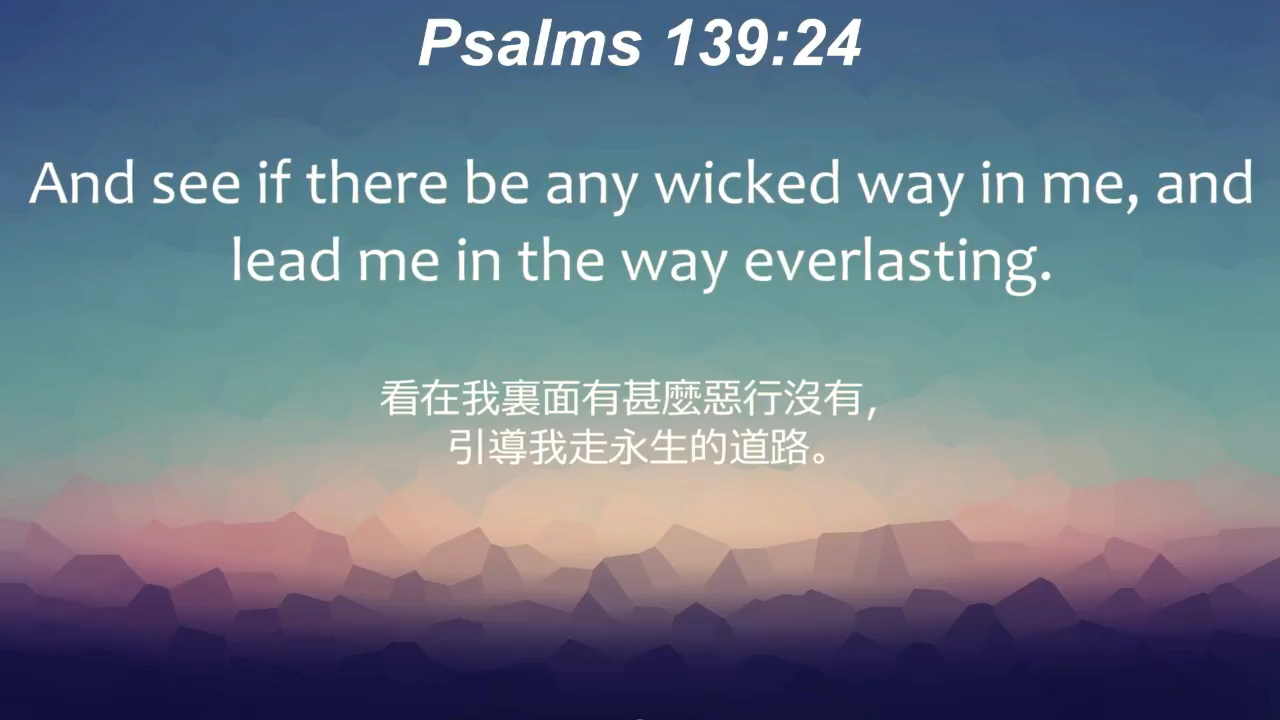 Psalms 139:24
And see if there be any wicked way in me, and
lead me in the way everlasting.
看在我裏面有甚麼惡行沒有，
引導我走永生的道路。